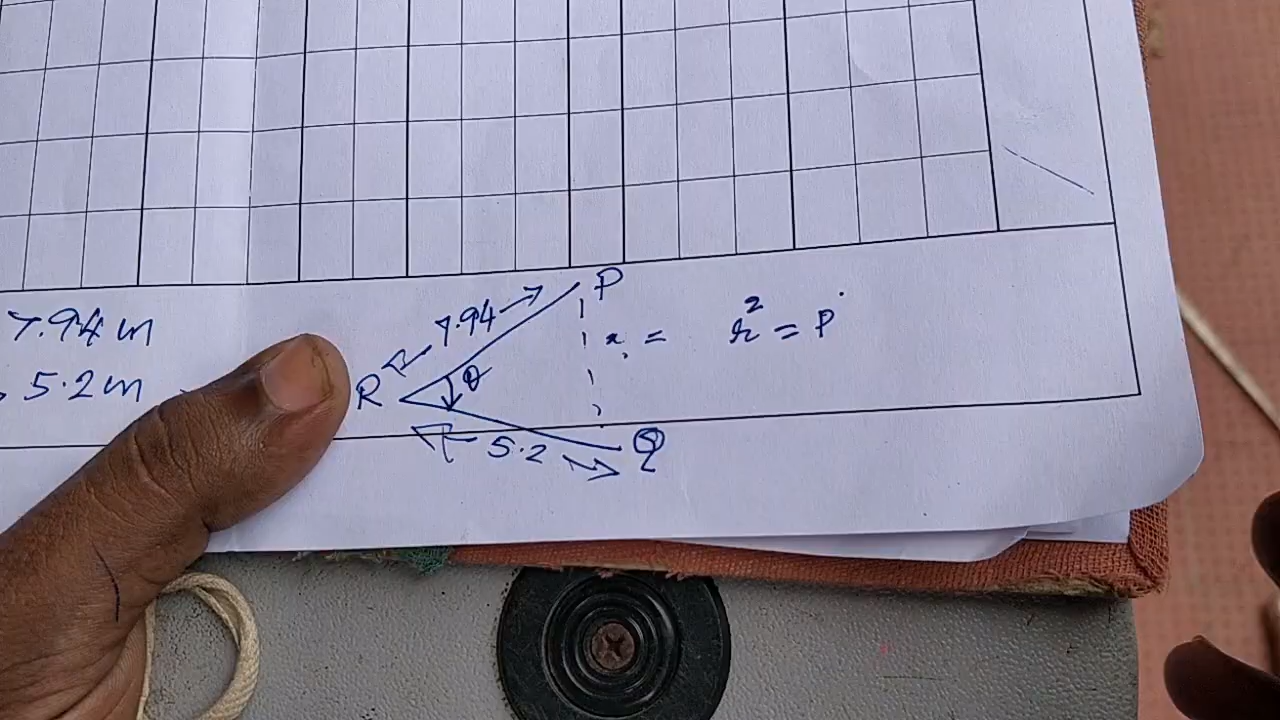 7.94 m
5.2 m
P
7.94
R
θ
x =
r² = P
5.2
Q